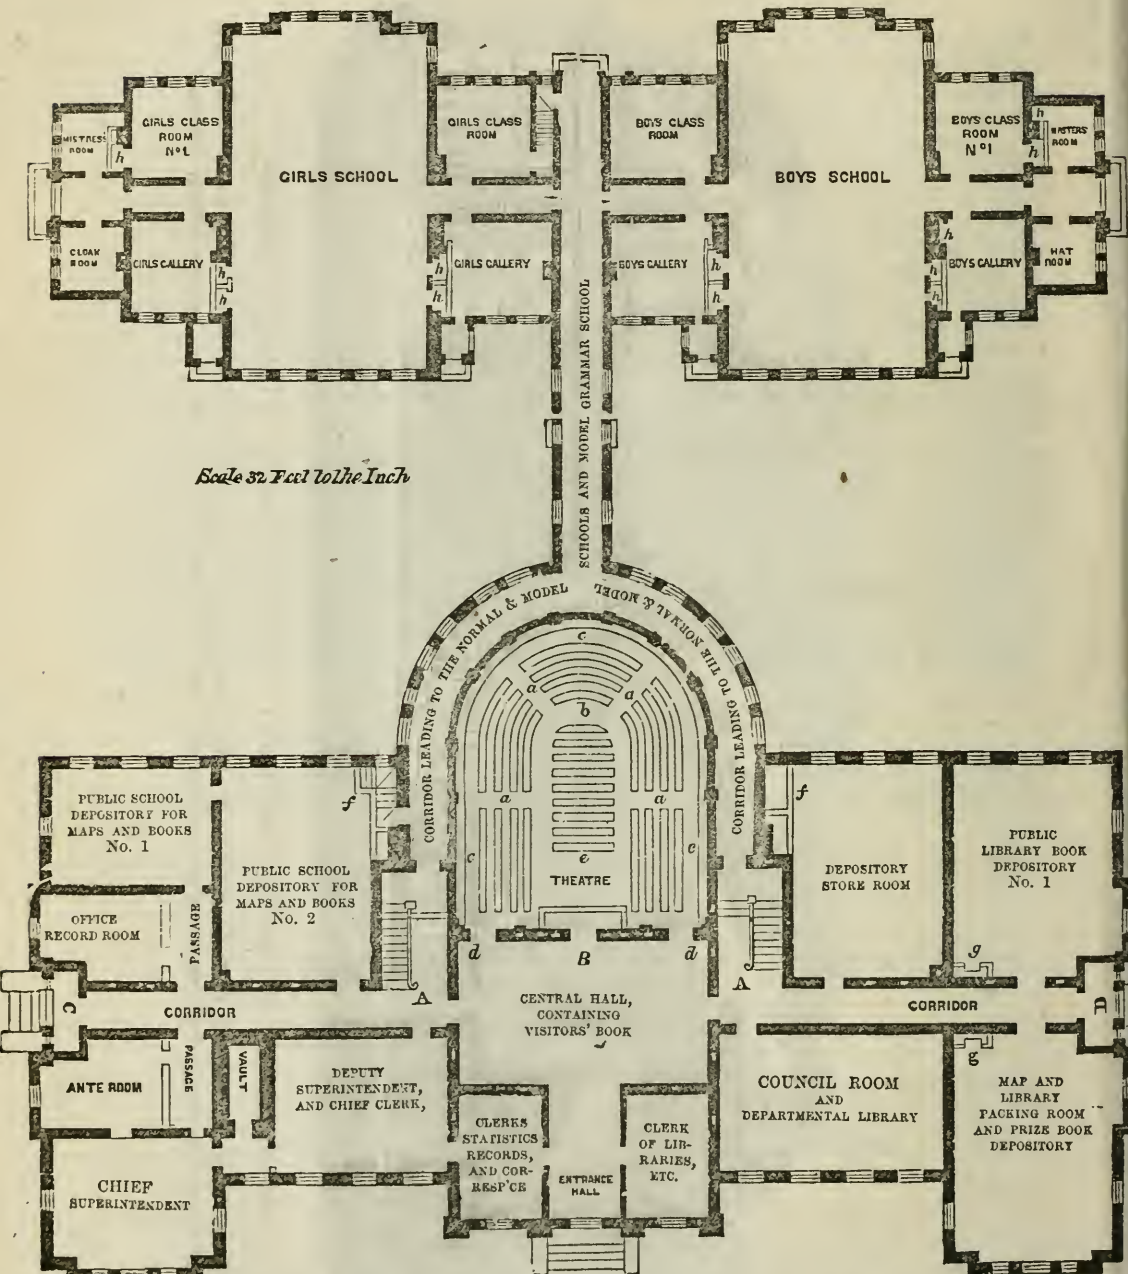 GIRLS CLASS
ROOM
No 1.
MISTRESS
ROOM
h
GIRLS SCHOOL
GIRLS CLASS
ROOM
BOYS CLASS
ROOM
BOYS SCHOOL
BOYS CLASS
ROOM
No 1
h
h
MASTERS
ROOM
CLOAK
ROOM
GIRLS GALLERY
h
h
h
h
GIRLS GALLERY
BOYS GALLERY
h
h
h
h
h
BOYS GALLERY
HAT
ROOM
Scale 32 Feet to the Inch
CORRIDOR LEADING TO THE NORMAL & MODEL
SCHOOLS AND MODEL GRAMMAR SCHOOL
CORRIDOR LEADING TO THE NORMAL & MODEL
c
a
a
b
a
a
c
e
e
THEATRE
d
B
d
PUBLIC SCHOOL
DEPOSITORY FOR
MAPS AND BOOKS
No. 1
f
PUBLIC SCHOOL
DEPOSITORY FOR
MAPS AND BOOKS
No. 2
f
DEPOSITORY
STORE ROOM
PUBLIC
LIBRARY BOOK
DEPOSITORY
No. 1
OFFICE
RECORD ROOM
PASSAGE
g
C
CORRIDOR
A
CENTRAL HALL,
CONTAINING
VISITORS' BOOK
A
CORRIDOR
ANTE ROOM
PASSAGE
VAULT
DEPUTY
SUPERINTENDENT,
AND CHIEF CLERK,
COUNCIL ROOM
AND
DEPARTMENTAL LIBRARY
g
MAP AND
LIBRARY
PACKING ROOM
AND PRIZE BOOK
DEPOSITORY
CHIEF
SUPERINTENDENT
CLERKS
STATISTICS
RECORDS,
AND COR-
RESP'CE
ENTRANCE
HALL
CLERK
OF LIB-
RARIES,
ETC.